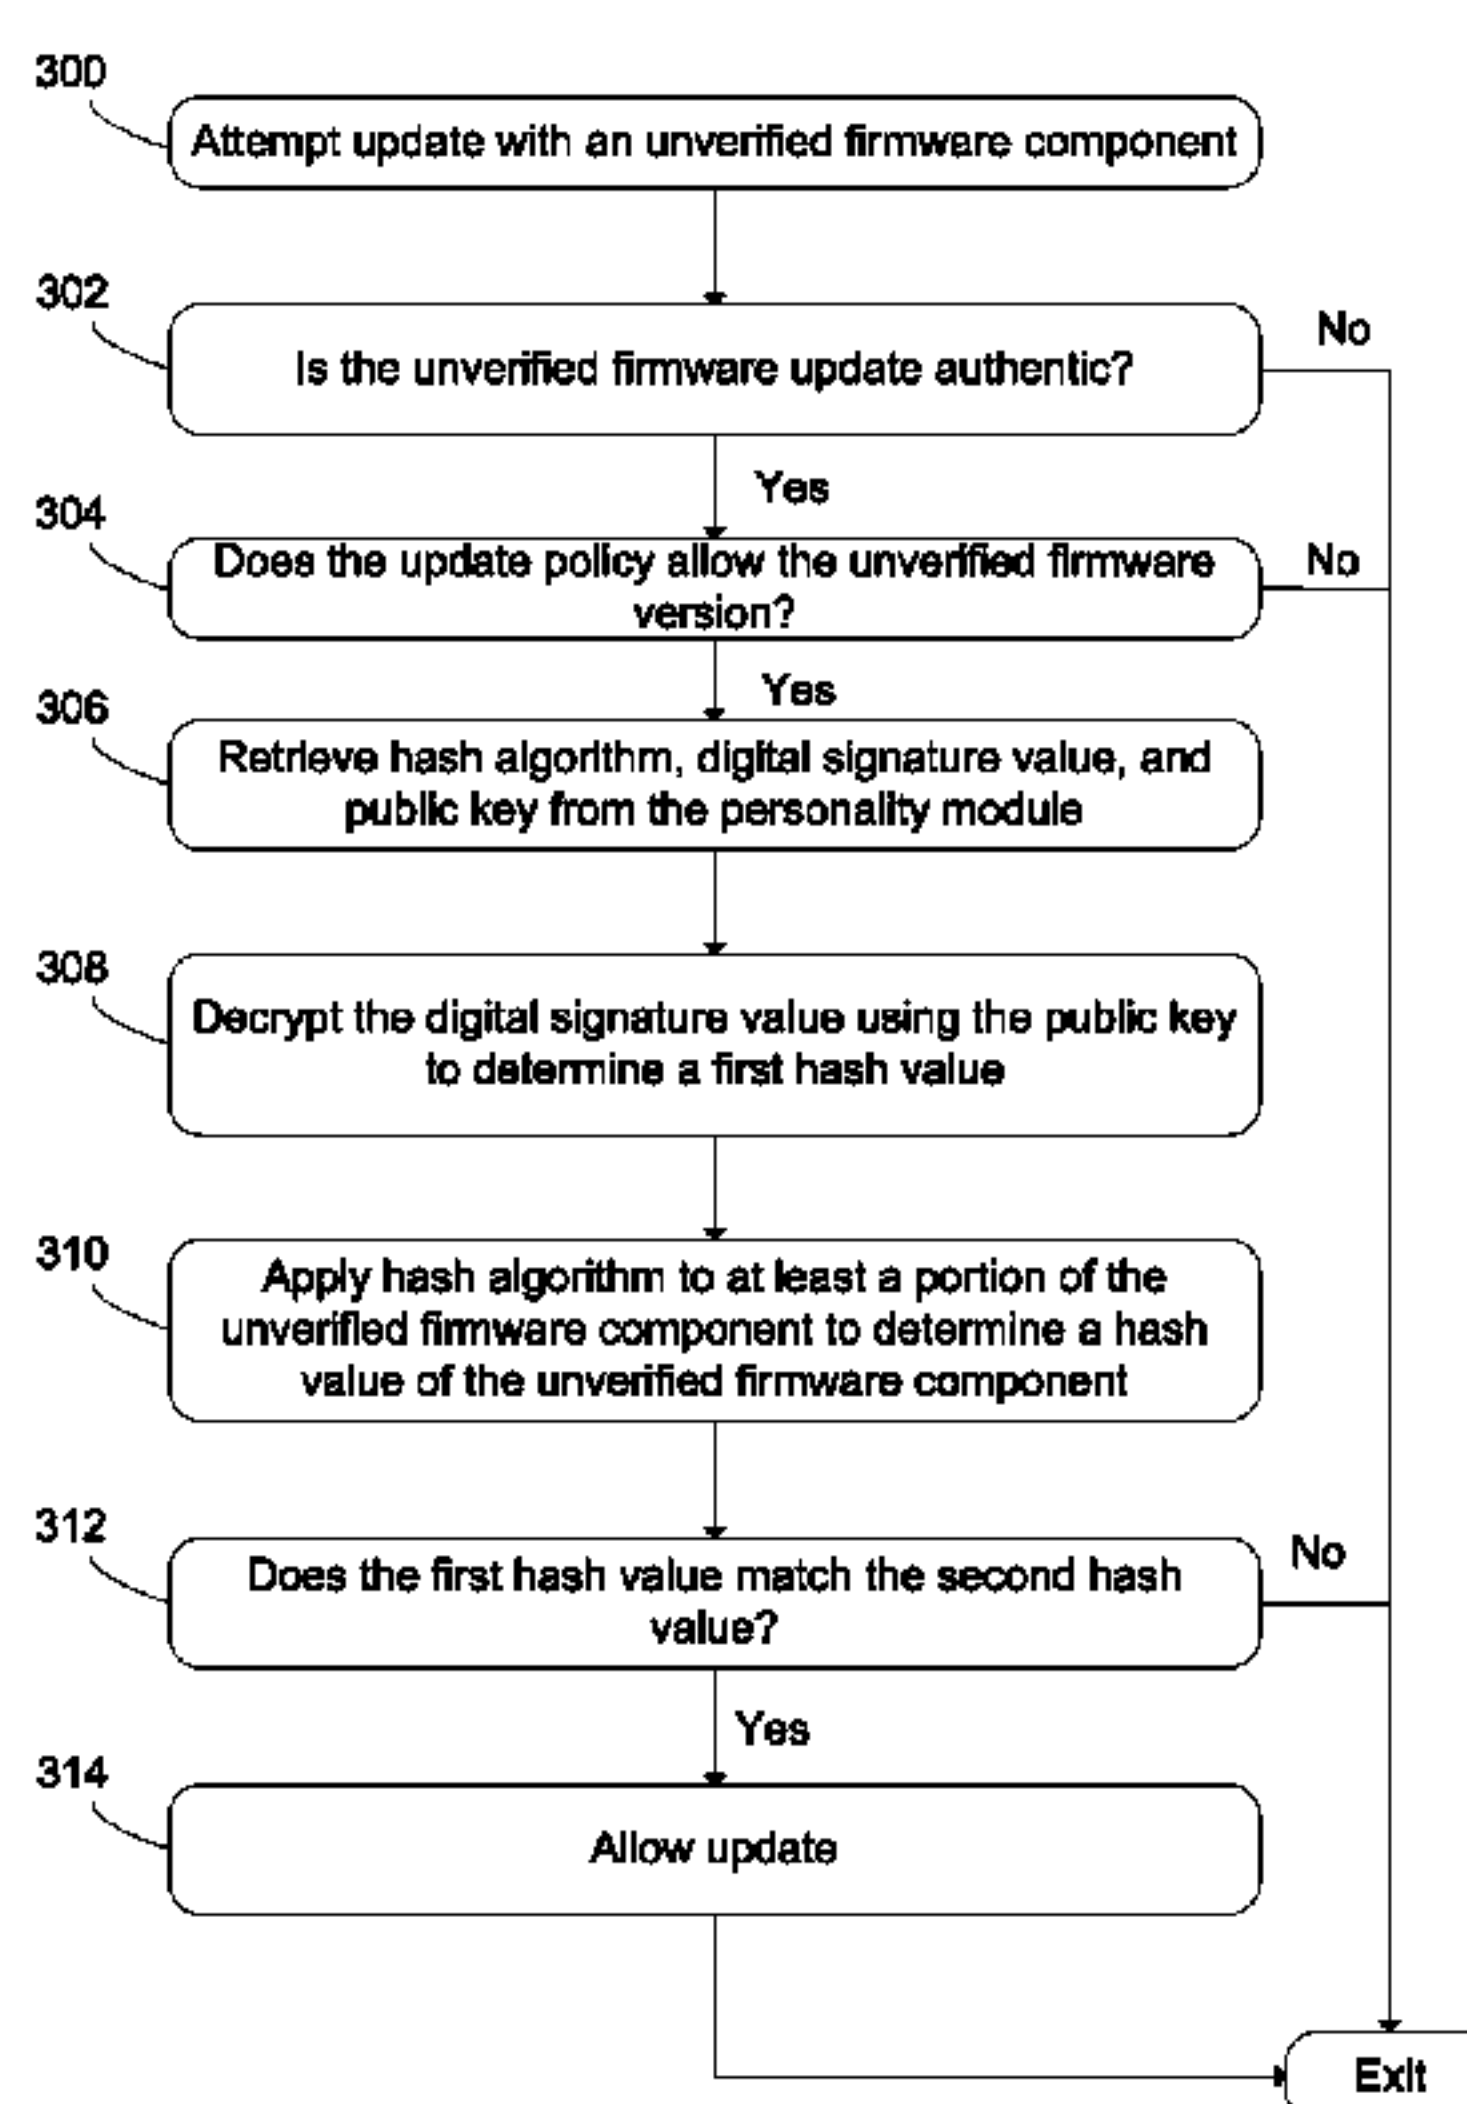 300
Attempt update with an unverified firmware component
302
No
Is the unverified firmware update authentic?
Yes
304
Does the update policy allow the unverified firmware
version?
No
Yes
306
Retrieve hash algorithm, digital signature value, and
public key from the personality module
308
Decrypt the digital signature value using the public key
to determine a first hash value
310
Apply hash algorithm to at least a portion of the
unverified firmware component to determine a hash
value of the unverified firmware component
312
No
Does the first hash value match the second hash
value?
Yes
314
Allow update
Exit